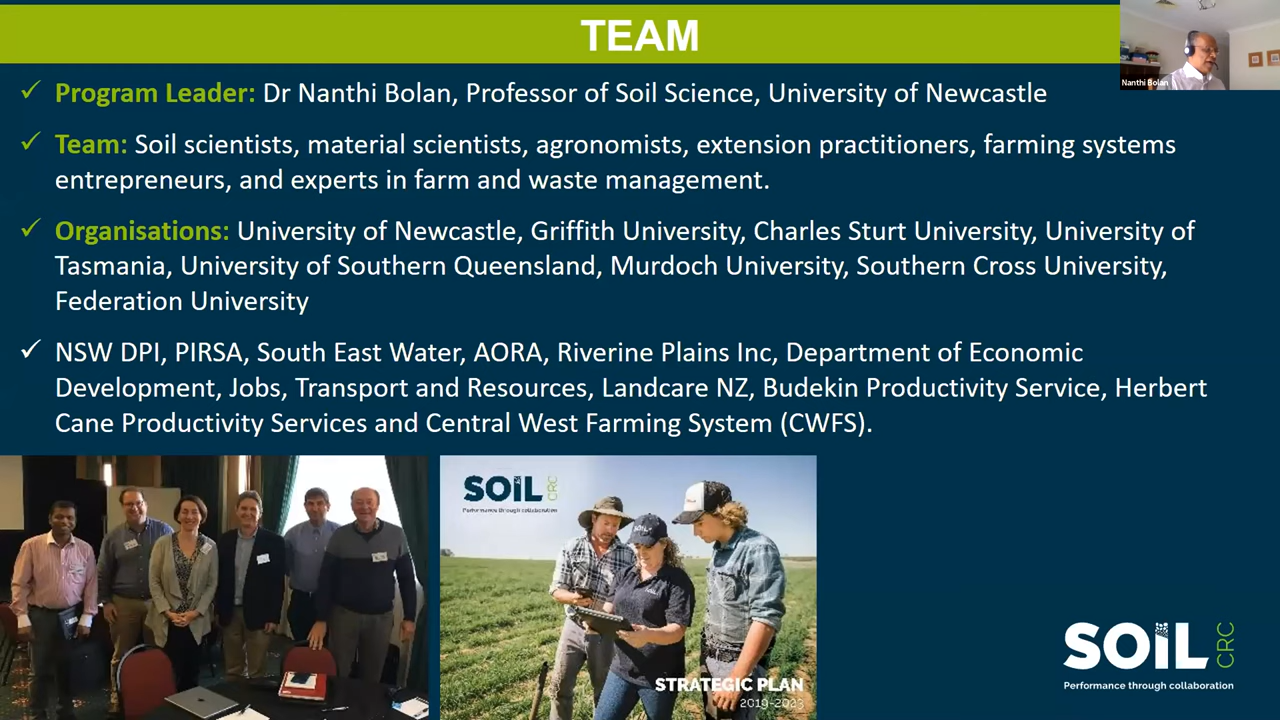 TEAM
Nanthi Bolan
✓ Program Leader: Dr Nanthi Bolan, Professor of Soil Science, University of Newcastle
✓ Team: Soil scientists, material scientists, agronomists, extension practitioners, farming systems
entrepreneurs, and experts in farm and waste management.
✓ Organisations: University of Newcastle, Griffith University, Charles Sturt University, University of
Tasmania, University of Southern Queensland, Murdoch University, Southern Cross University,
Federation University
✓ NSW DPI, PIRSA, South East Water, AORA, Riverine Plains Inc, Department of Economic
Development, Jobs, Transport and Resources, Landcare NZ, Budekin Productivity Service, Herbert
Cane Productivity Services and Central West Farming System (CWFS).
SOIL CRC
Performance through collaboration
SOIL
STRATEGIC PLAN
2019-2023
SOIL CRC
Performance through collaboration